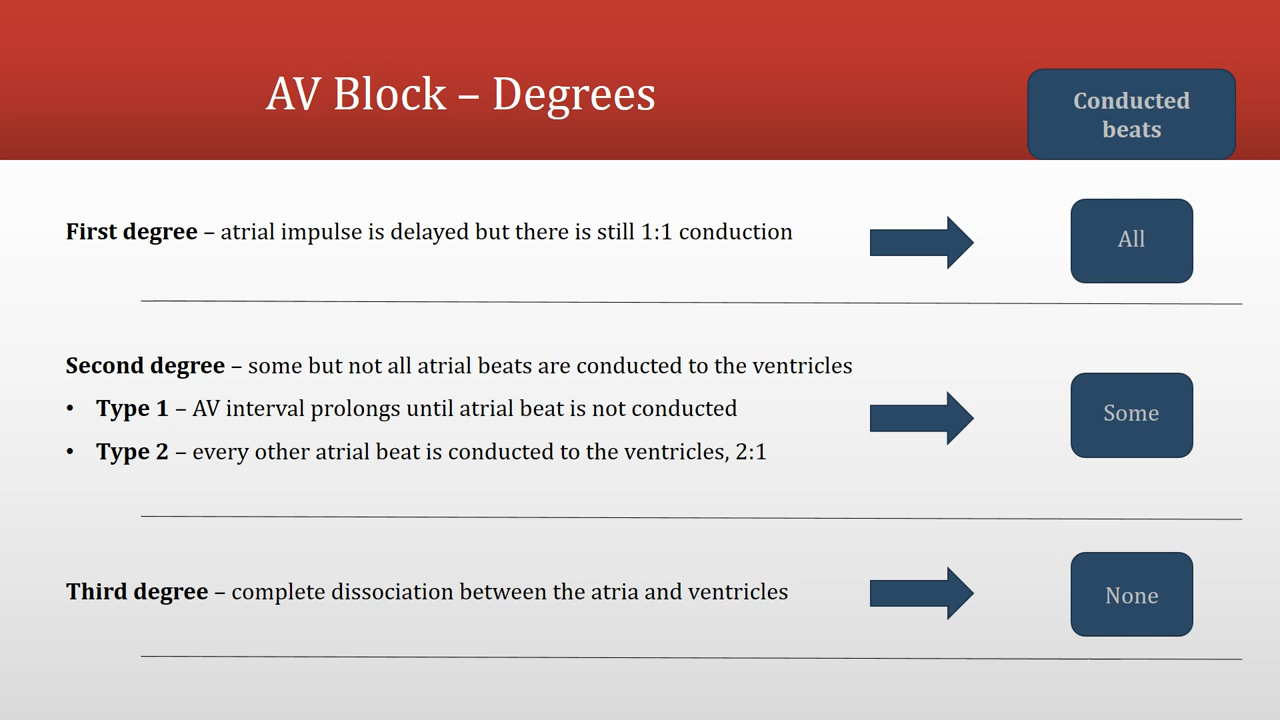 AV Block – Degrees
Conducted
beats
First degree – atrial impulse is delayed but there is still 1:1 conduction
All
Second degree – some but not all atrial beats are conducted to the ventricles
• Type 1 – AV interval prolongs until atrial beat is not conducted
• Type 2 – every other atrial beat is conducted to the ventricles, 2:1
Some
Third degree – complete dissociation between the atria and ventricles
None